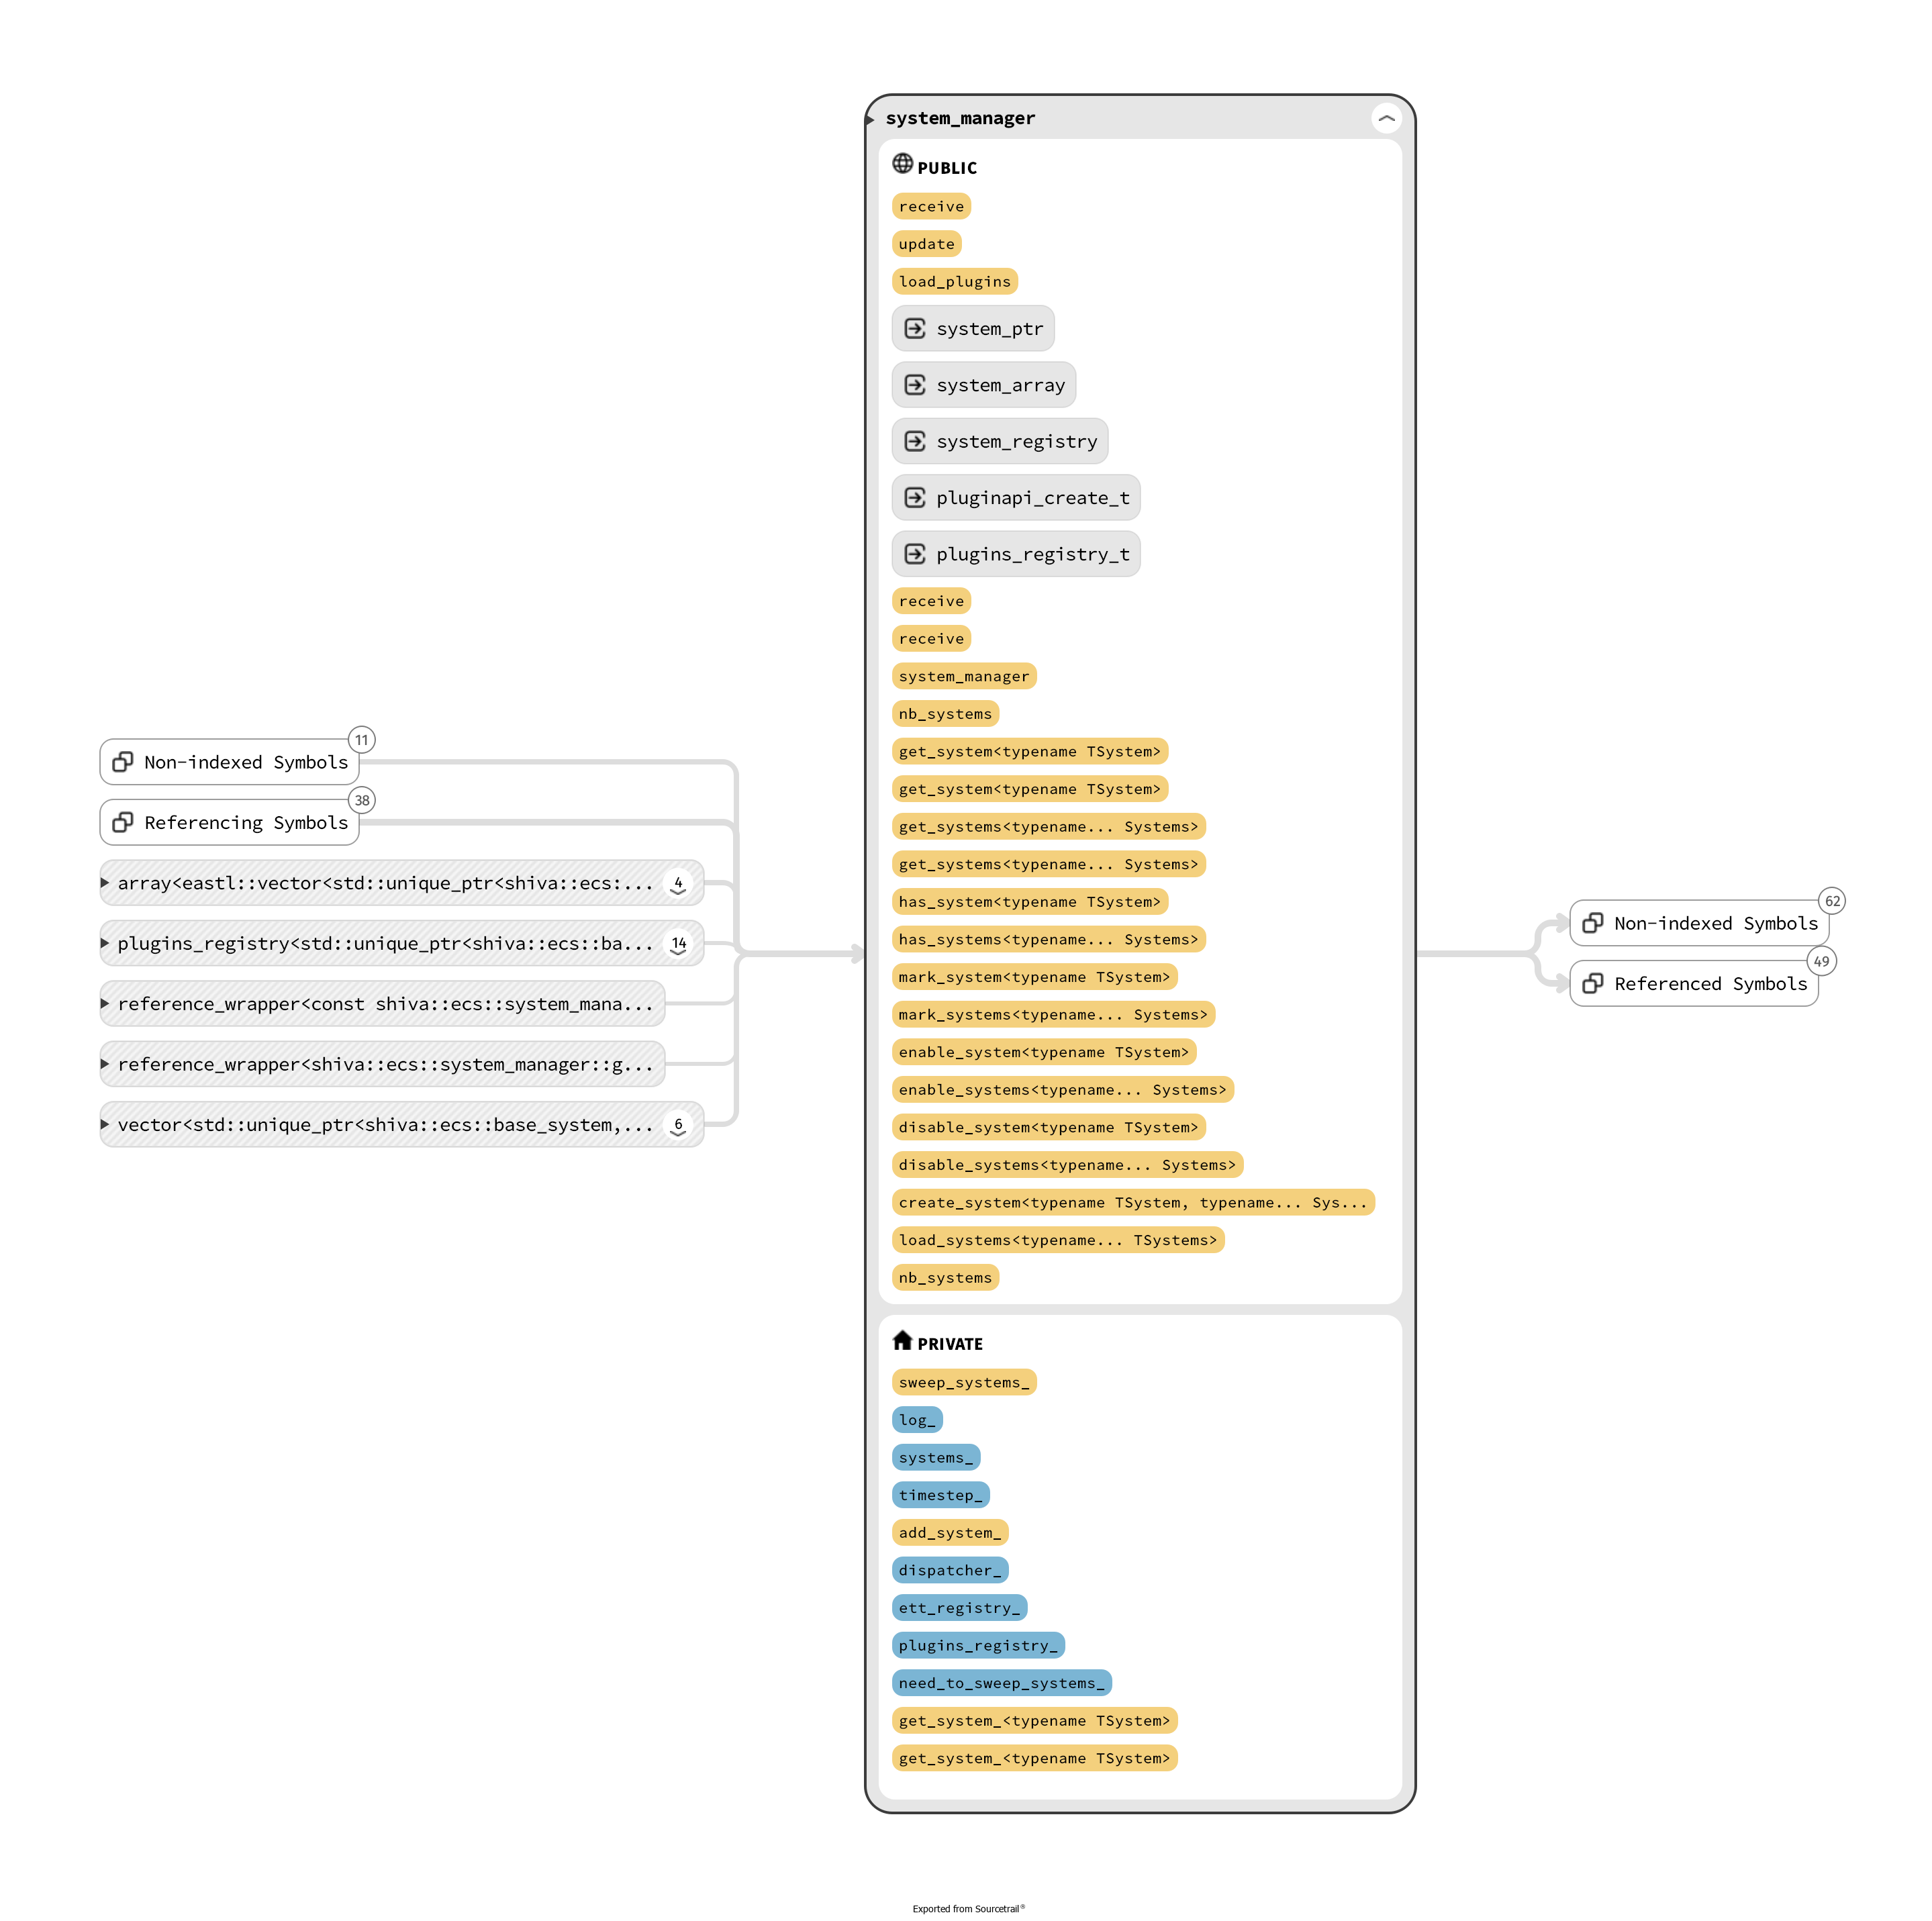 system_manager
PUBLIC
receive
update
load_plugins
system_ptr
system_array
system_registry
pluginapi_create_t
plugins_registry_t
receive
receive
system_manager
nb_systems
get_system<typename TSystem>
get_system<typename TSystem>
get_systems<typename... Systems>
get_systems<typename... Systems>
has_system<typename TSystem>
has_systems<typename... Systems>
mark_system<typename TSystem>
mark_systems<typename... Systems>
enable_system<typename TSystem>
enable_systems<typename... Systems>
disable_system<typename TSystem>
disable_systems<typename... Systems>
create_system<typename TSystem, typename... Sys...
load_systems<typename... TSystems>
nb_systems
PRIVATE
sweep_systems_
log_
systems_
timestep_
add_system_
dispatcher_
ett_registry_
plugins_registry_
need_to_sweep_systems_
get_system_<typename TSystem>
get_system_<typename TSystem>
11
Non-indexed Symbols
38
Referencing Symbols
array<eastl::vector<std::unique_ptr<shiva::ecs:... 4
plugins_registry<std::unique_ptr<shiva::ecs::ba... 14
reference_wrapper<const shiva::ecs::system_mana...
reference_wrapper<shiva::ecs::system_manager::g...
vector<std::unique_ptr<shiva::ecs::base_system,... 6
62
Non-indexed Symbols
49
Referenced Symbols
Exported from Sourcetrail®